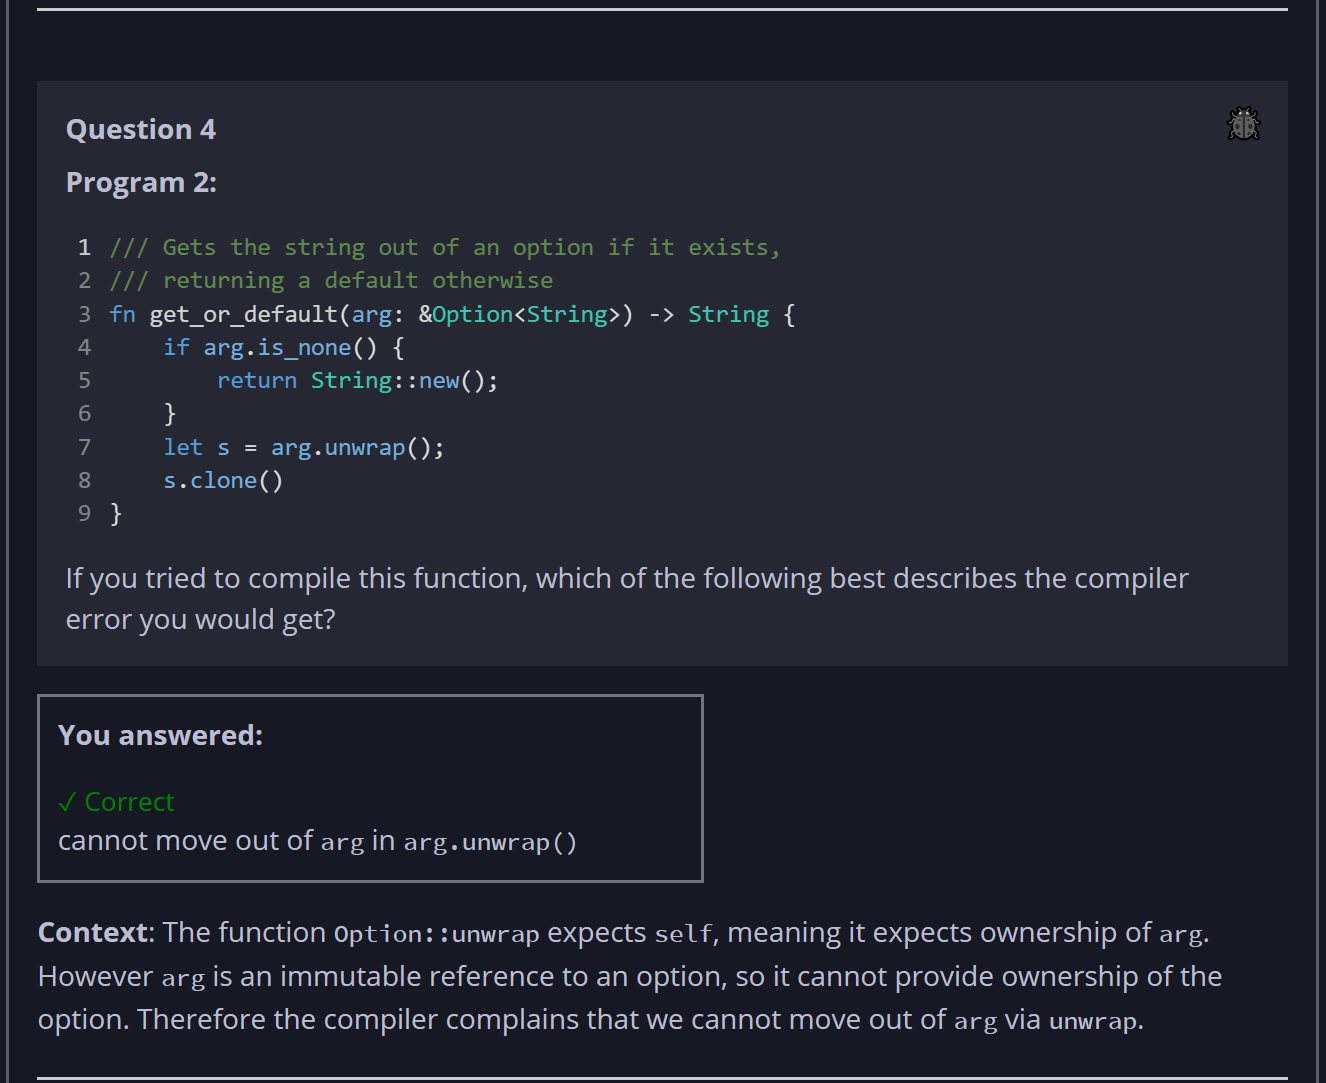 Question 4
Program 2:
1 /// Gets the string out of an option if it exists,
2 /// returning a default otherwise
3 fn get_or_default(arg: &Option<String>) -> String {
4     if arg.is_none() {
5         return String::new();
6     }
7     let s = arg.unwrap();
8     s.clone()
9 }
If you tried to compile this function, which of the following best describes the compiler
error you would get?
You answered:
✓ Correct
cannot move out of arg in arg.unwrap()
Context: The function Option::unwrap expects self, meaning it expects ownership of arg.
However arg is an immutable reference to an option, so it cannot provide ownership of the
option. Therefore the compiler complains that we cannot move out of arg via unwrap.